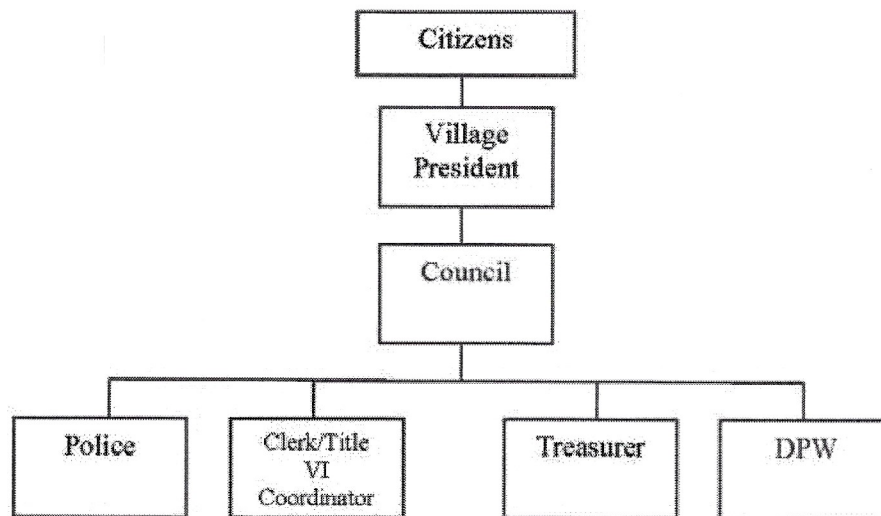 Citizens
Village
President
Council
Police
Clerk/Title
VI
Coordinator
Treasurer
DPW